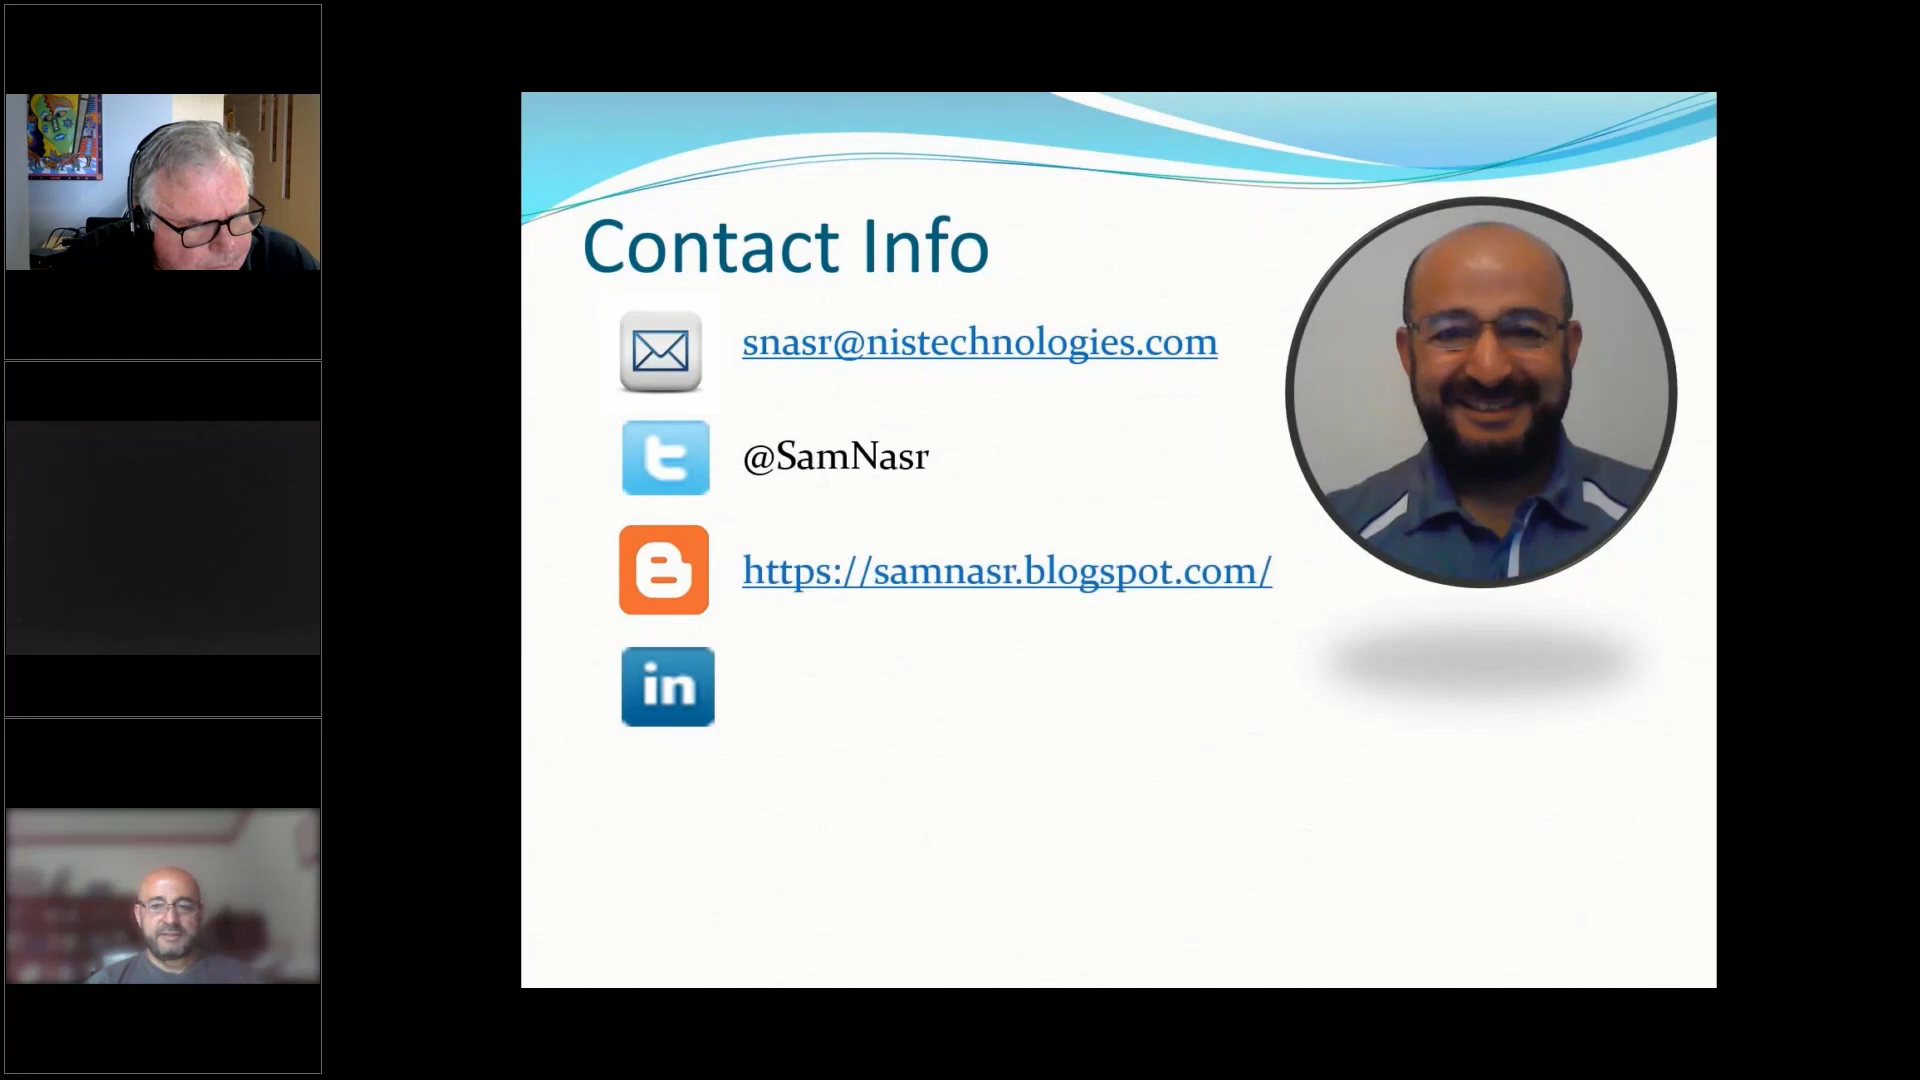 Contact Info
snasr@nistechnologies.com
@SamNasr
https://samnasr.blogspot.com/
in